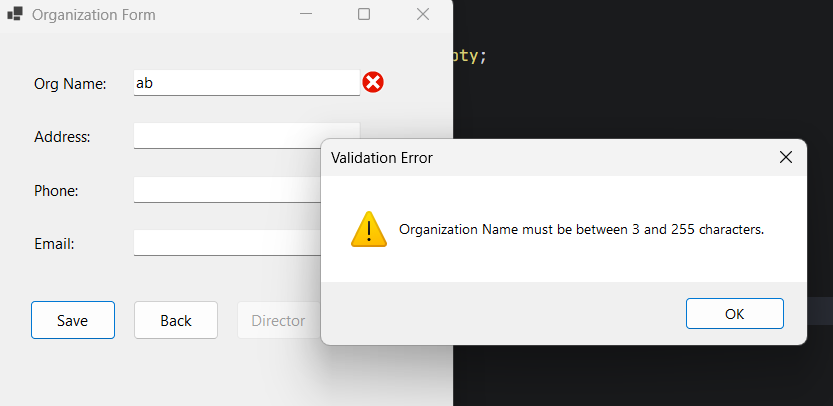 Organization Form
pty;
Org Name: ab
Address:
Validation Error
Phone:
Organization Name must be between 3 and 255 characters.
Email:
Save Back Director
OK